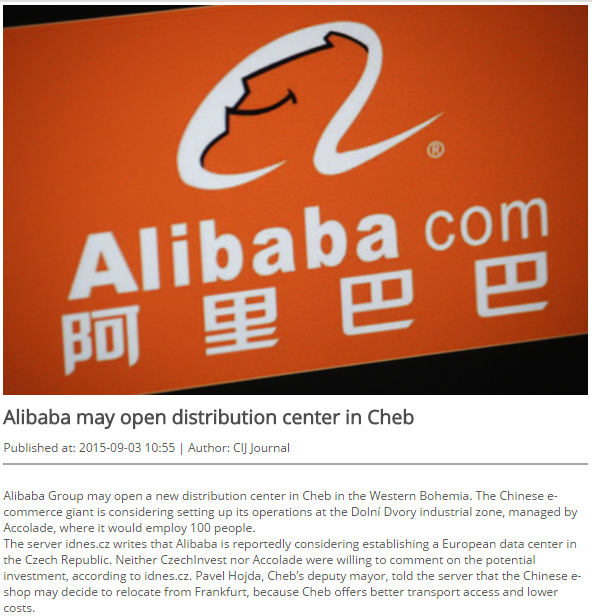 ®
Alibaba com
阿里巴巴
Alibaba may open distribution center in Cheb
Published at: 2015-09-03 10:55 | Author: CIJ Journal
Alibaba Group may open a new distribution center in Cheb in the Western Bohemia. The Chinese e-
commerce giant is considering setting up its operations at the Dolní Dvory industrial zone, managed by
Accolade, where it would employ 100 people.
The server idnes.cz writes that Alibaba is reportedly considering establishing a European data center in
the Czech Republic. Neither CzechInvest nor Accolade were willing to comment on the potential
investment, according to idnes.cz. Pavel Hojda, Cheb’s deputy mayor, told the server that the Chinese e-
shop may decide to relocate from Frankfurt, because Cheb offers better transport access and lower
costs.